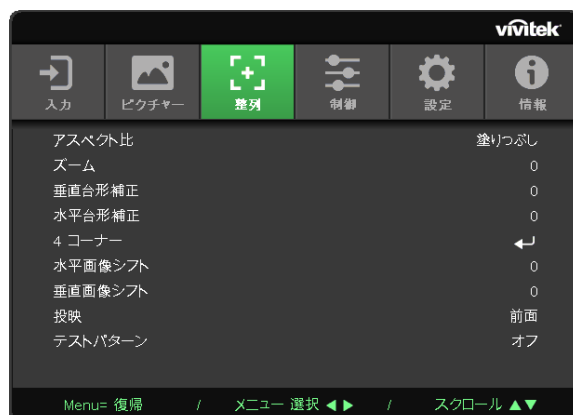 vivitek
入力 ピクチャー 整列 制御 設定 情報
アスペクト比 塗りつぶし
ズーム 0
垂直台形補正 0
水平台形補正 0
4 コーナー
水平画像シフト 0
垂直画像シフト 0
投映 前面
テストパターン オフ
Menu= 復帰 / メニュー 選択 ◀ ▶ / スクロール ▲▼